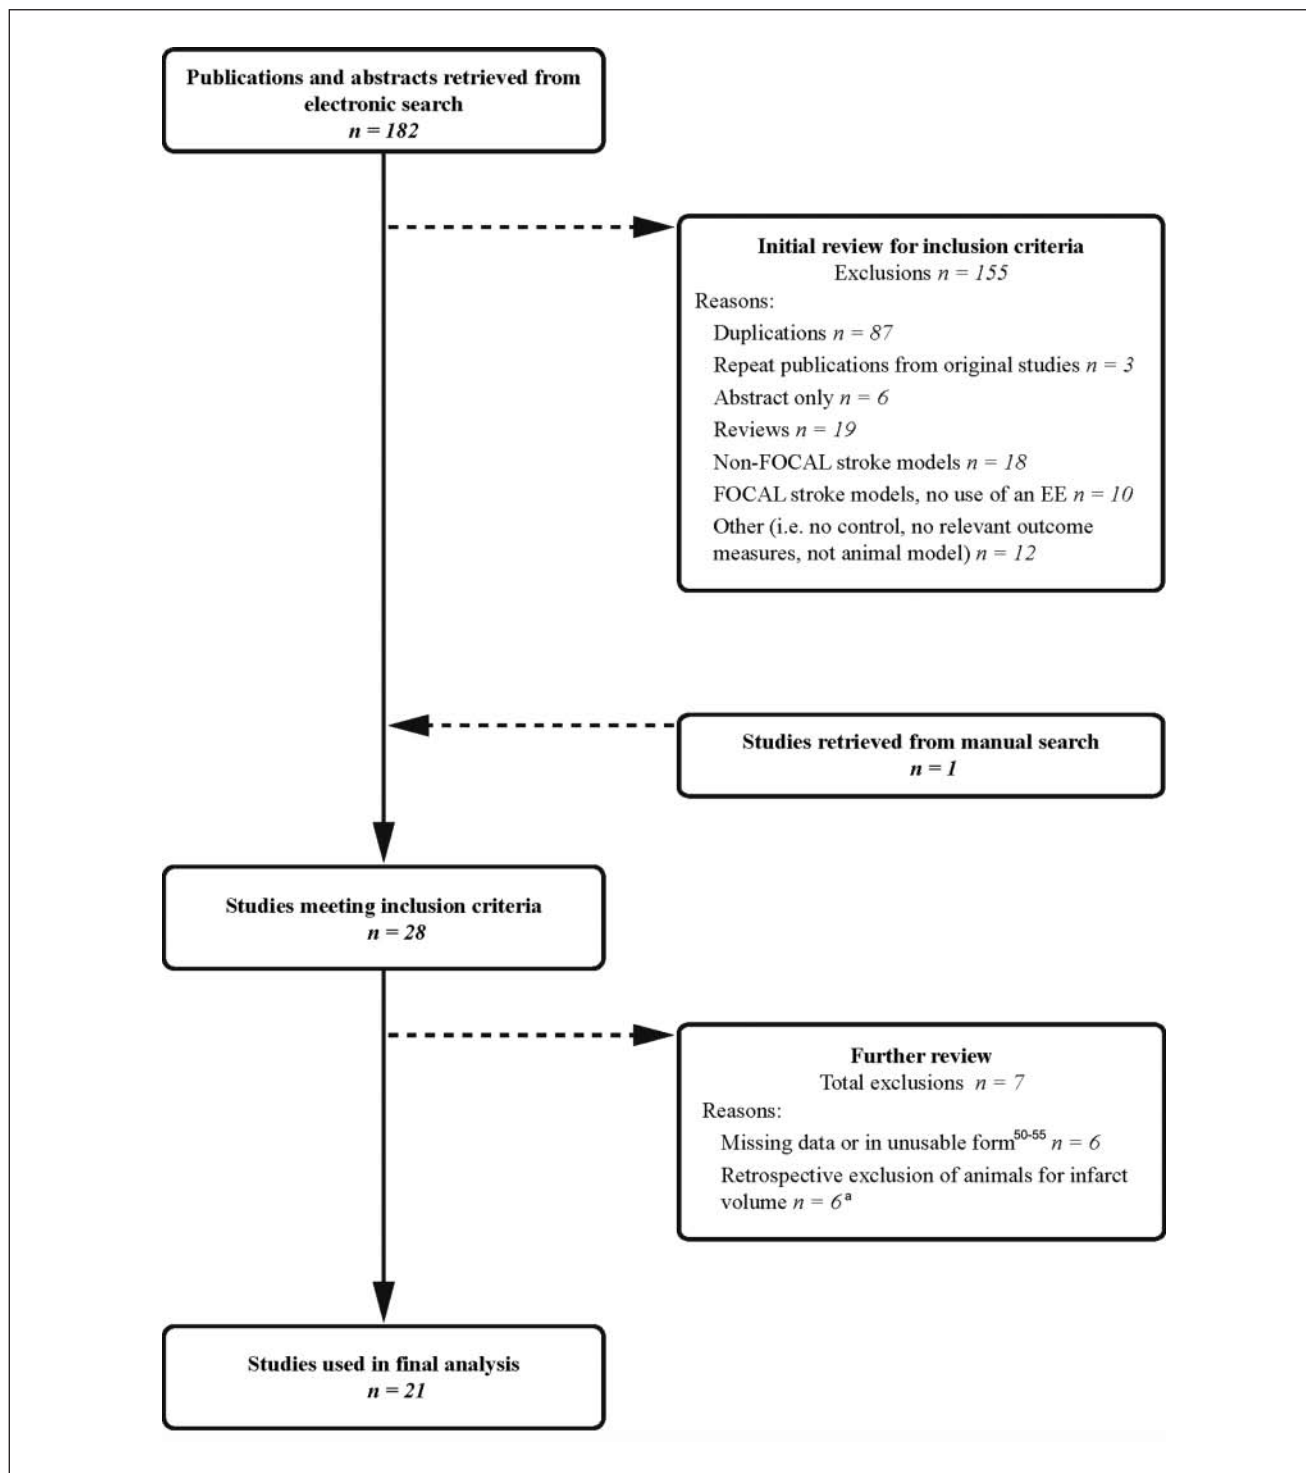 Publications and abstracts retrieved from
electronic search
n = 182
Initial review for inclusion criteria
Exclusions n = 155
Reasons:
Duplications n = 87
Repeat publications from original studies n = 3
Abstract only n = 6
Reviews n = 19
Non-FOCAL stroke models n = 18
FOCAL stroke models, no use of an EE n = 10
Other (i.e. no control, no relevant outcome
measures, not animal model) n = 12
Studies retrieved from manual search
n = 1
Studies meeting inclusion criteria
n = 28
Further review
Total exclusions n = 7
Reasons:
Missing data or in unusable form50-55 n = 6
Retrospective exclusion of animals for infarct
volume n = 6a
Studies used in final analysis
n = 21